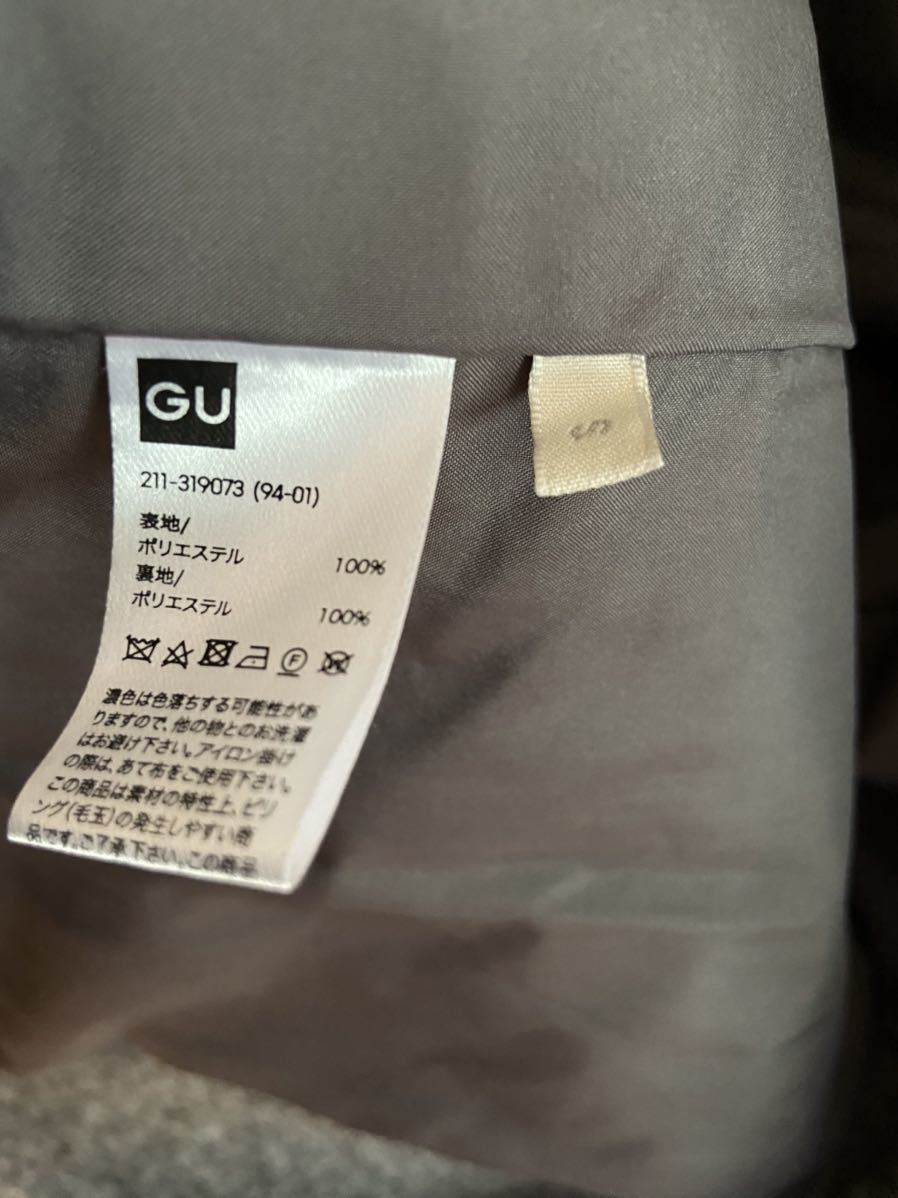 GU
211-319073 (94-01)
表地/
ポリエステル 100%
裏地/
ポリエステル 100%
F
濃色は色落ちする可能性があ
りますので、他の物とのお洗濯
はお避け下さい。アイロン掛け
の際は、あて布をご使用下さい。
この商品は素材の特性上、ピリ
ング(毛玉)の発生しやすい商
品です。ご了承下さい。この商品